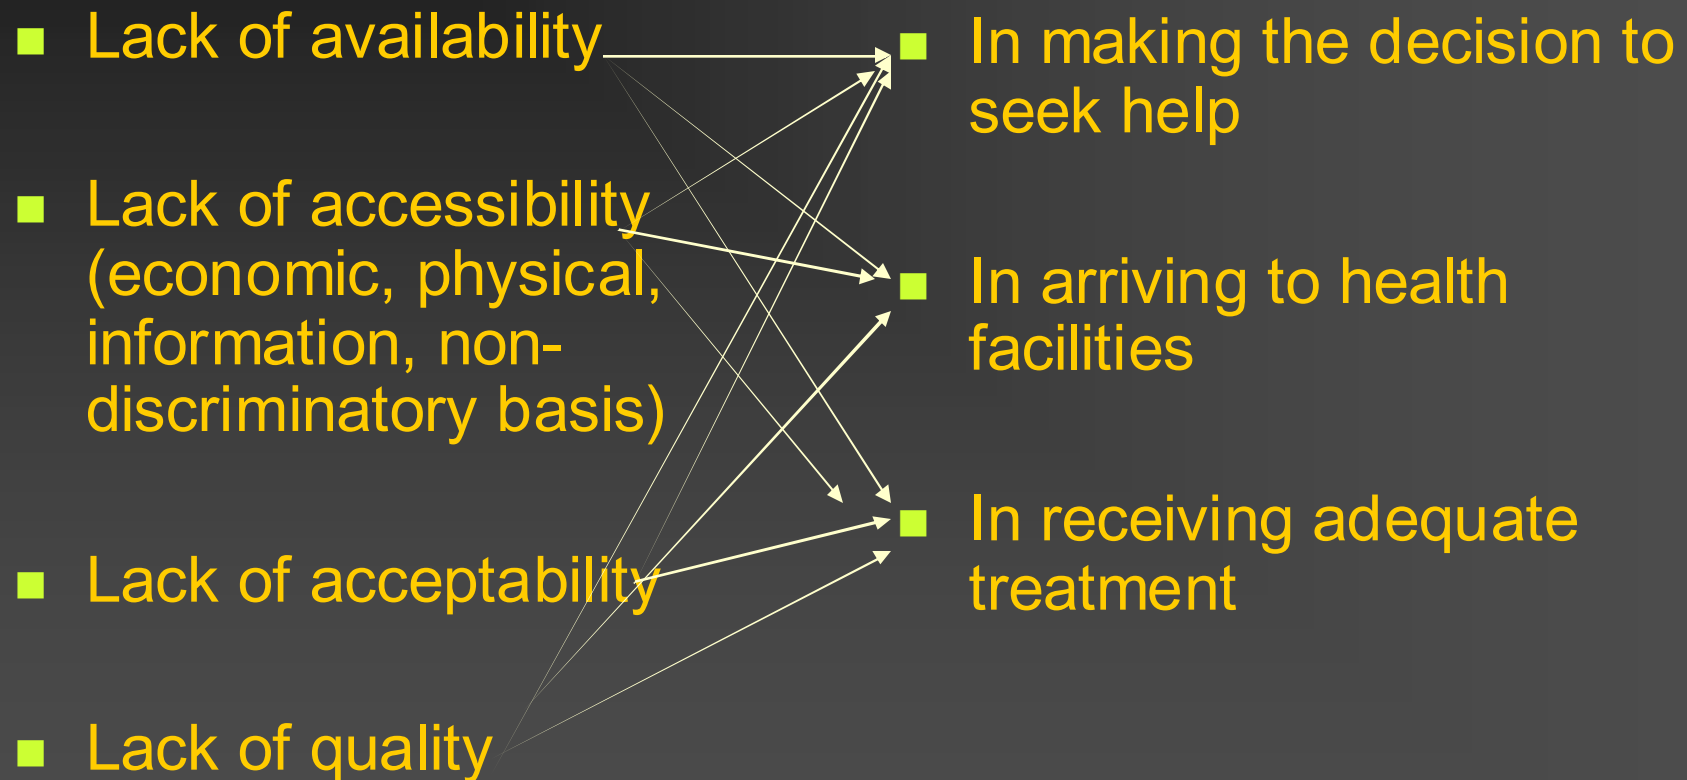 Lack of availability
Lack of accessibility
(economic, physical,
information, non-
discriminatory basis)
Lack of acceptability
Lack of quality
In making the decision to
seek help
In arriving to health
facilities
In receiving adequate
treatment